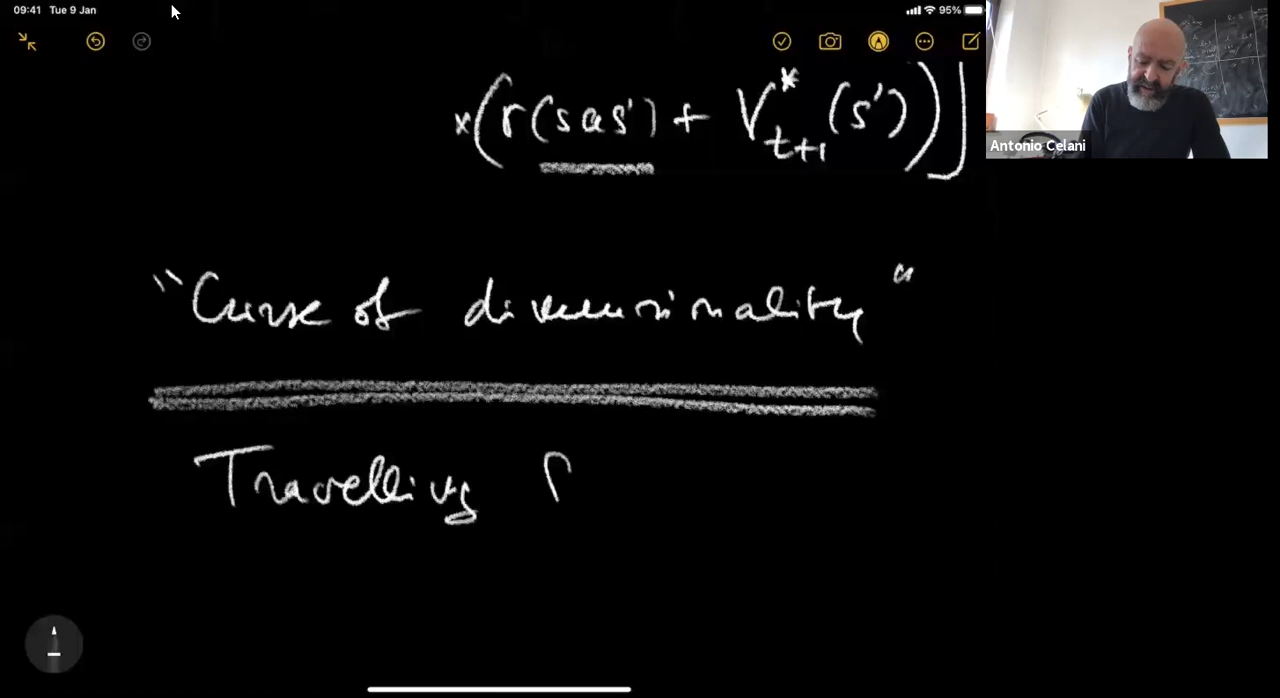 09:41 Tue 9 Jan
95%
*(r(sas') + V*t+1(s'))]
Antonio Celani
"Curse of dimensionality"
Travelling